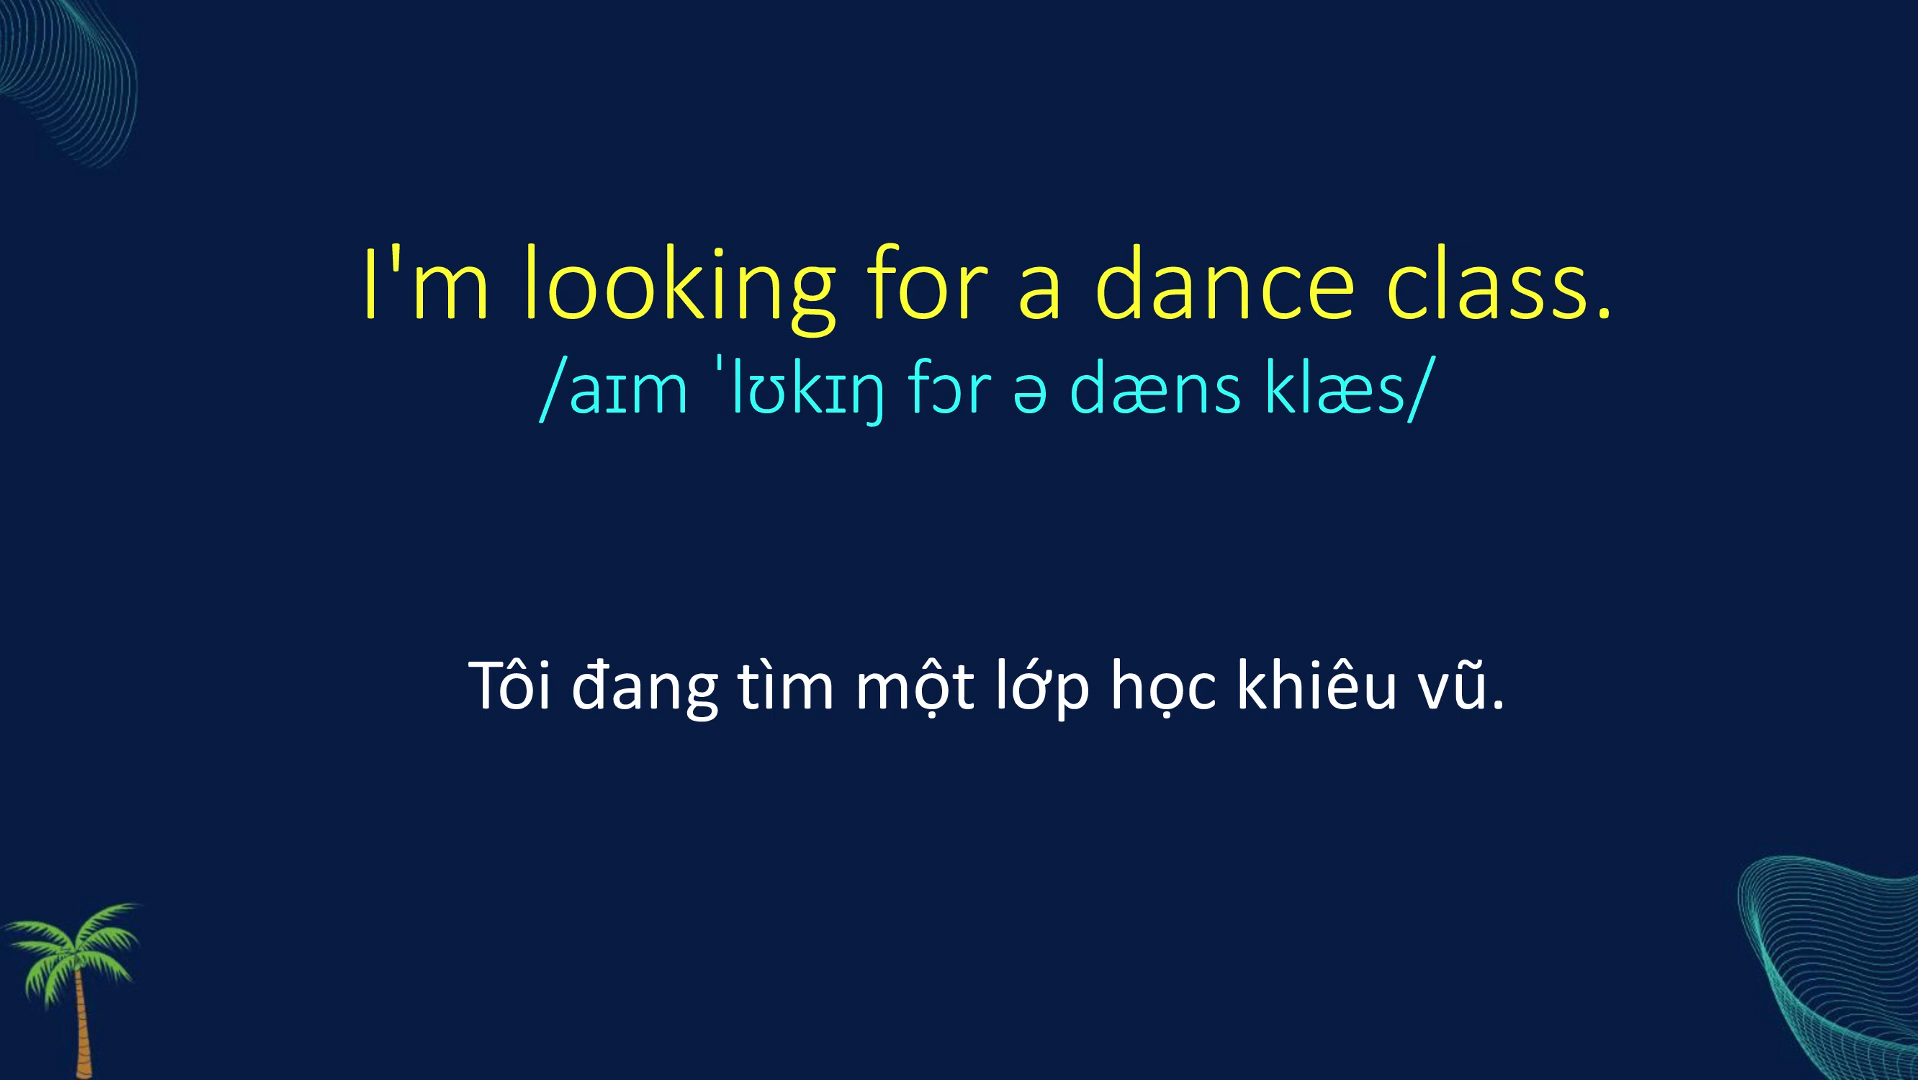 I'm looking for a dance class.
/aɪm ˈlʊkɪŋ fɔr ə dæns klæs/
Tôi đang tìm một lớp học khiêu vũ.